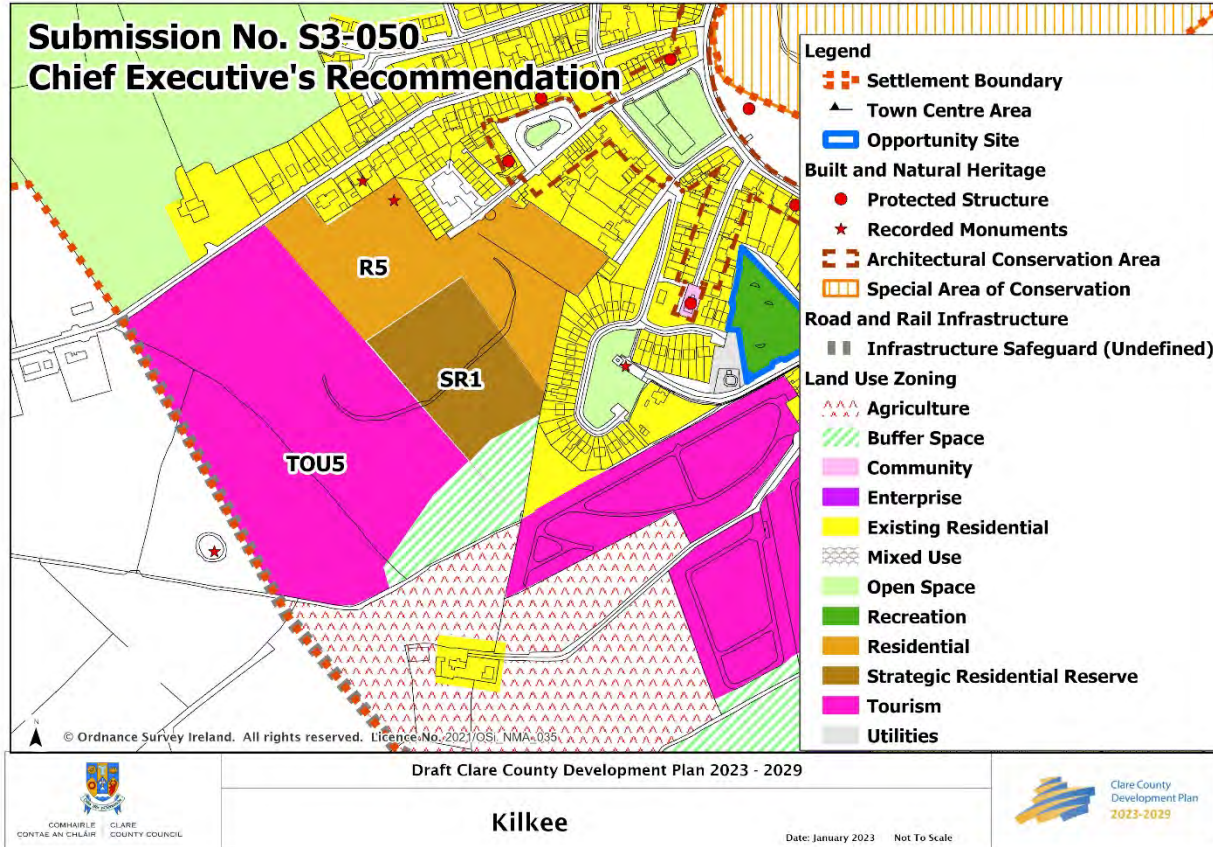 Submission No. S3-050
Chief Executive's Recommendation
R5
SR1
TOU5
N
© Ordnance Survey Ireland. All rights reserved. Licence No. 2021/OSi_NMA_035
Legend
Settlement Boundary
Town Centre Area
Opportunity Site
Built and Natural Heritage
Protected Structure
Recorded Monuments
Architectural Conservation Area
Special Area of Conservation
Road and Rail Infrastructure
Infrastructure Safeguard (Undefined)
Land Use Zoning
Agriculture
Buffer Space
Community
Enterprise
Existing Residential
Mixed Use
Open Space
Recreation
Residential
Strategic Residential Reserve
Tourism
Utilities
COMHAIRLE CLARE
CONTAE AN CHLÁIR COUNTY COUNCIL
Draft Clare County Development Plan 2023 - 2029
Kilkee
Date: January 2023 Not To Scale
Clare County
Development Plan
2023-2029